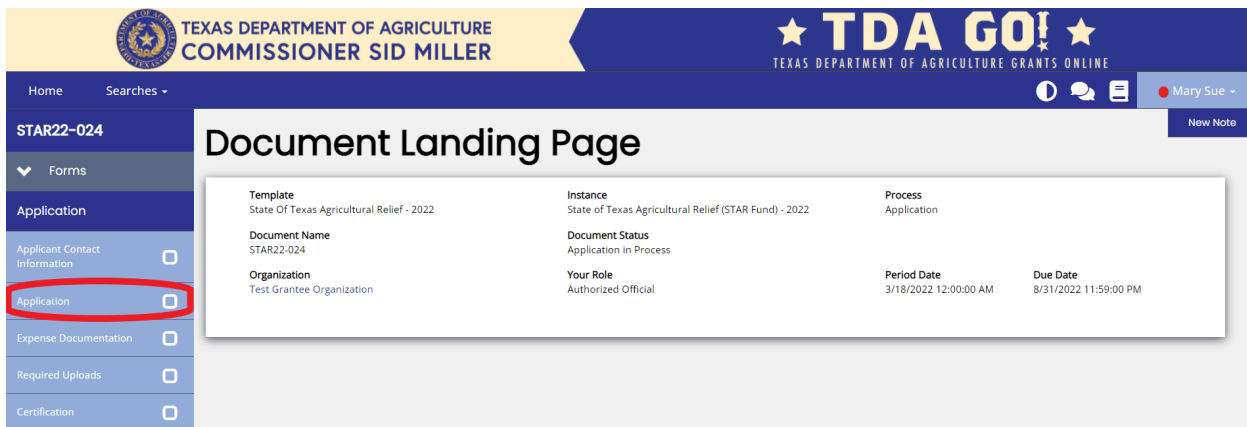 TEXAS DEPARTMENT OF AGRICULTURE
COMMISSIONER SID MILLER
TDA GO!
TEXAS DEPARTMENT OF AGRICULTURE GRANTS ONLINE
Home Searches
Mary Sue
New Note
STAR22-024
Forms
Application
Applicant Contact
Information
Application
Expense Documentation
Required Uploads
Certification
Document Landing Page
Template Instance Process
State Of Texas Agricultural Relief - 2022 State of Texas Agricultural Relief (STAR Fund) - 2022 Application
Document Name Document Status
STAR22-024 Application in Process
Organization Your Role Period Date Due Date
Test Grantee Organization Authorized Official 3/18/2022 12:00:00 AM 8/31/2022 11:59:00 PM